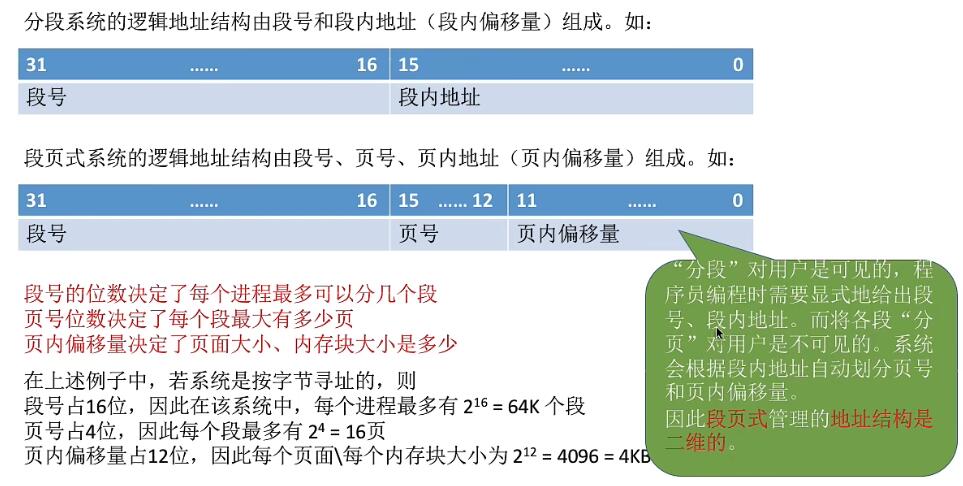 分段系统的逻辑地址结构由段号和段内地址（段内偏移量）组成。如：
31 …… 16 15 …… 0
段号 段内地址
段页式系统的逻辑地址结构由段号、页号、页内地址（页内偏移量）组成。如：
31 …… 16 15 …… 12 11 …… 0
段号 页号 页内偏移量
段号的位数决定了每个进程最多可以分几个段
页号位数决定了每个段最大有多少页
页内偏移量决定了页面大小、内存块大小是多少
在上述例子中，若系统是按字节寻址的，则
段号占16位，因此在该系统中，每个进程最多有 2¹⁶ = 64K 个段
页号占4位，因此每个段最多有 2⁴ = 16页
页内偏移量占12位，因此每个页面\每个内存块大小为 2¹² = 4096 = 4KB
“分段”对用户是可见的，程
序员编程时需要显式地给出段
号、段内地址。而将各段“分
页”对用户是不可见的。系统
会根据段内地址自动划分页号
和页内偏移量。
因此段页式管理的地址结构是
二维的。